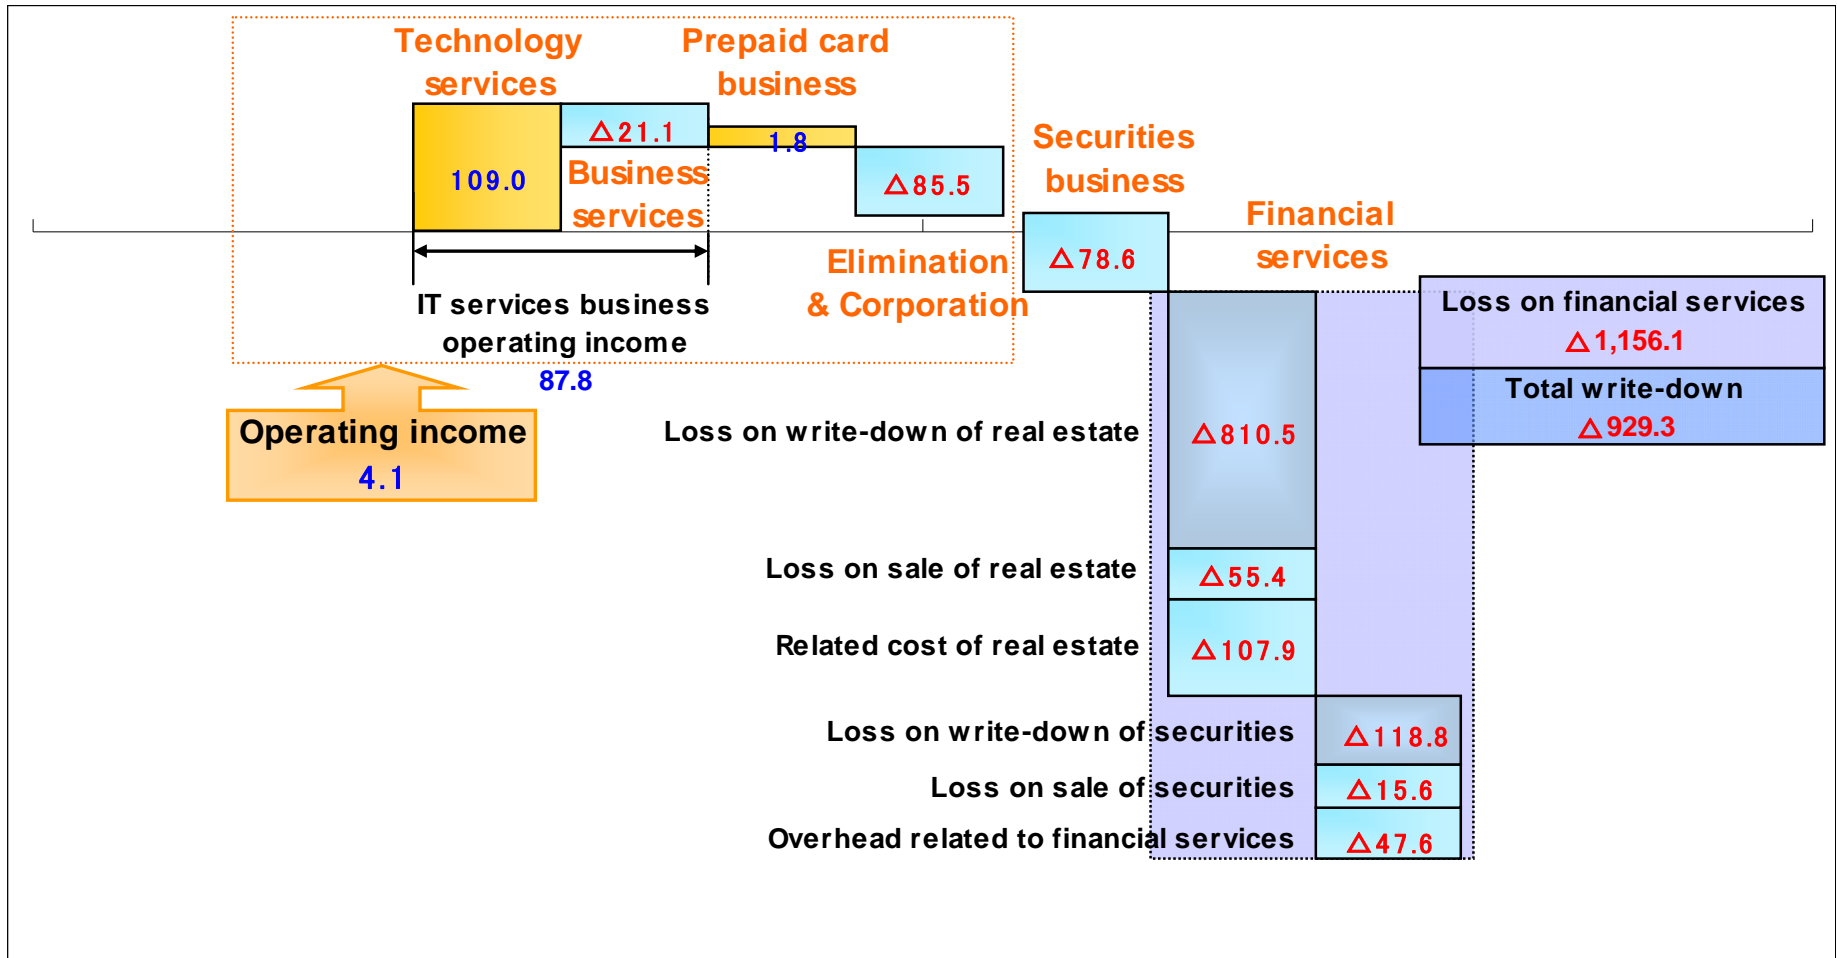 Technology
services
Prepaid card
business
△21.1
1.8
109.0
Business
services
△85.5
Securities
business
△78.6
Financial
services
Elimination
& Corporation
IT services business
operating income
87.8
Operating income
4.1
Loss on financial services
△1,156.1
Total write-down
△929.3
Loss on write-down of real estate
△810.5
Loss on sale of real estate
△55.4
Related cost of real estate
△107.9
Loss on write-down of securities
△118.8
Loss on sale of securities
△15.6
Overhead related to financial services
△47.6